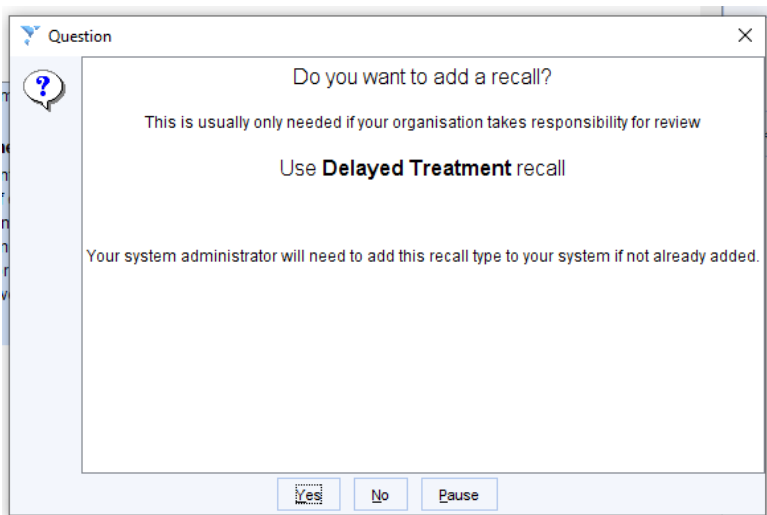 Question
Do you want to add a recall?
This is usually only needed if your organisation takes responsibility for review
Use Delayed Treatment recall
Your system administrator will need to add this recall type to your system if not already added.
Yes
No
Pause